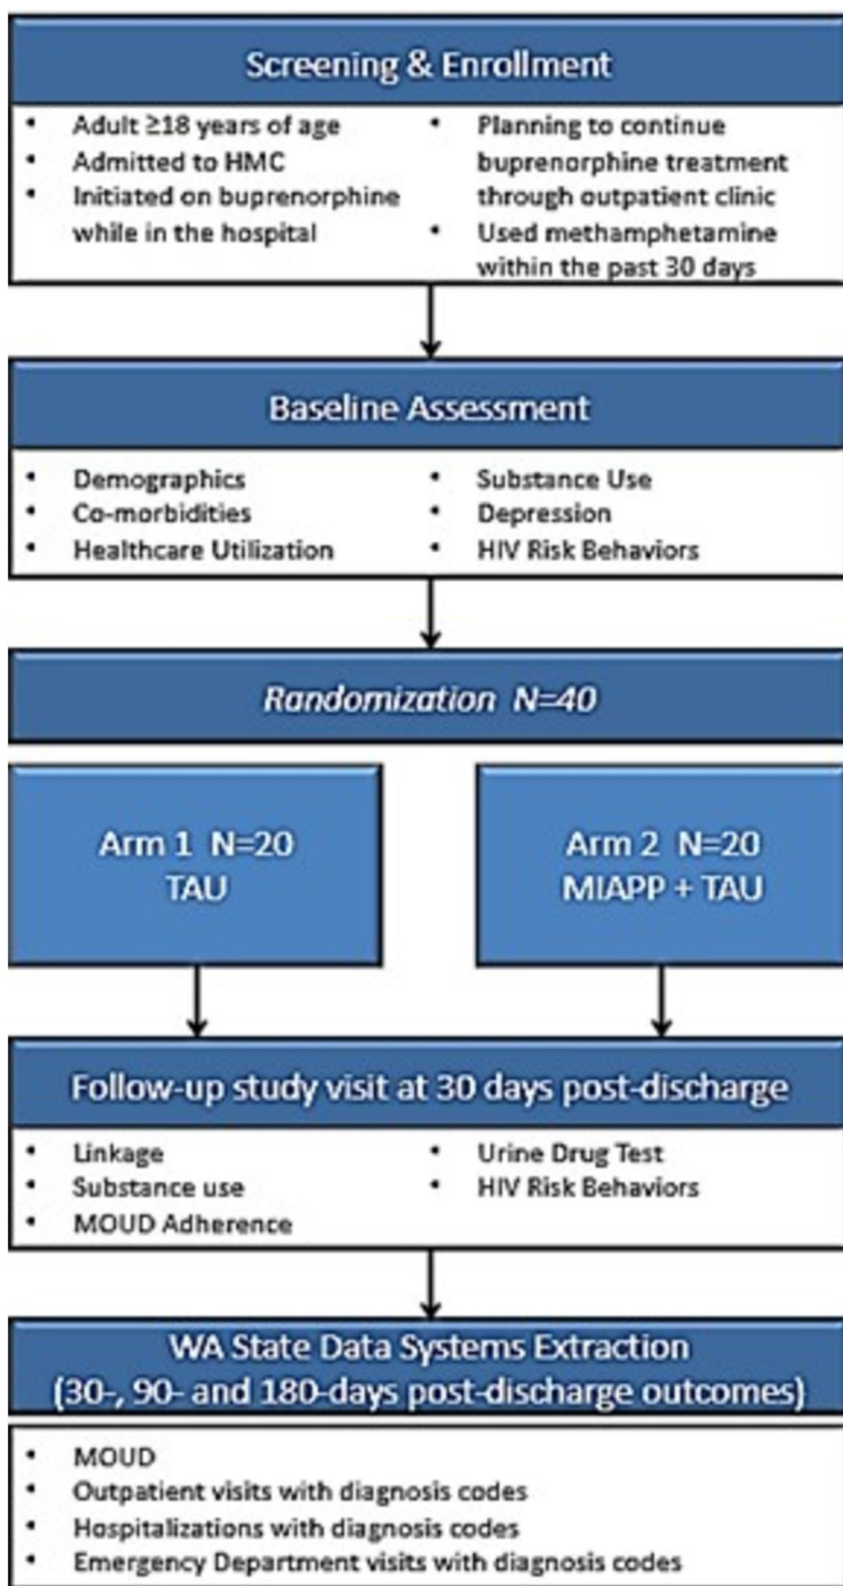 Screening & Enrollment
• Adult ≥18 years of age
• Admitted to HMC
• Initiated on buprenorphine
while in the hospital
• Planning to continue
buprenorphine treatment
through outpatient clinic
• Used methamphetamine
within the past 30 days
Baseline Assessment
• Demographics
• Co-morbidities
• Healthcare Utilization
• Substance Use
• Depression
• HIV Risk Behaviors
Randomization N=40
Arm 1 N=20
TAU
Arm 2 N=20
MIAPP + TAU
Follow-up study visit at 30 days post-discharge
• Linkage
• Substance use
• MOUD Adherence
• Urine Drug Test
• HIV Risk Behaviors
WA State Data Systems Extraction
(30-, 90- and 180-days post-discharge outcomes)
• MOUD
• Outpatient visits with diagnosis codes
• Hospitalizations with diagnosis codes
• Emergency Department visits with diagnosis codes